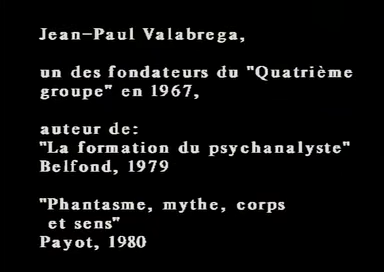 Jean-Paul Valabrega,
un des fondateurs du "Quatrième
groupe" en 1967,
auteur de:
"La formation du psychanalyste"
Belfond, 1979
"Phantasme, mythe, corps
et sens"
Payot, 1980